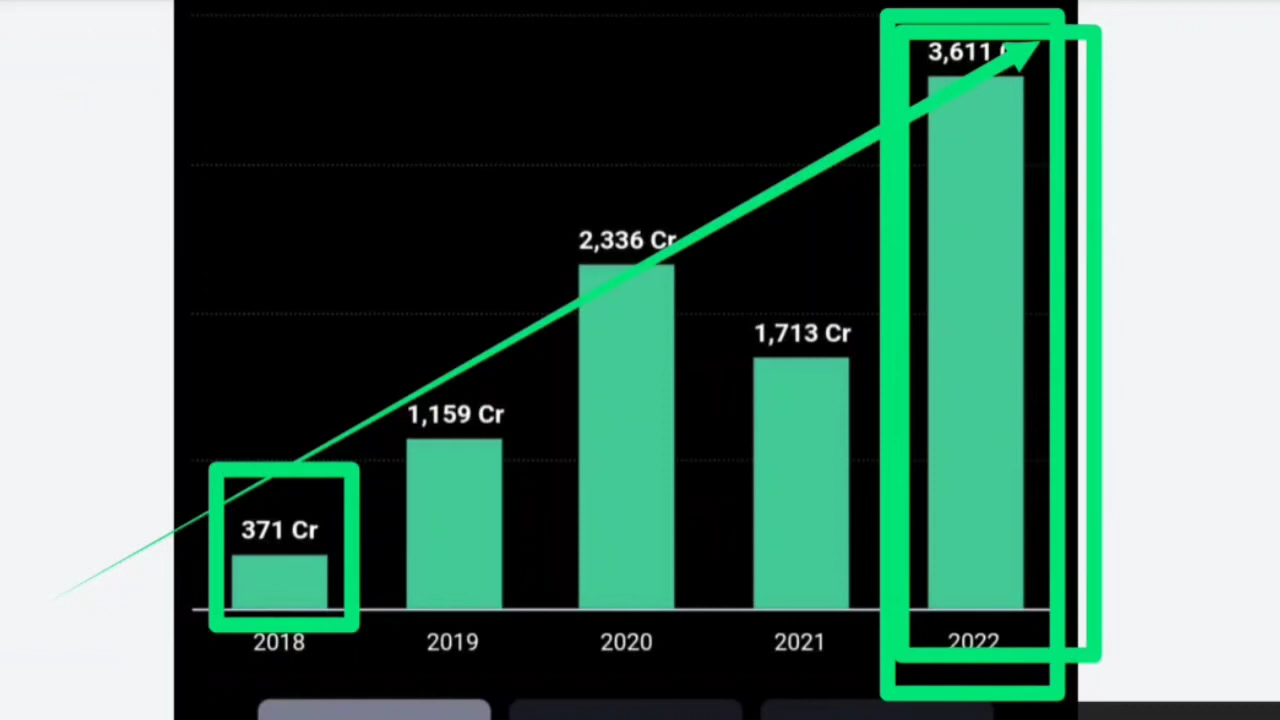 3,611
2,336 Cr
1,713 Cr
1,159 Cr
371 Cr
2018 2019 2020 2021 2022